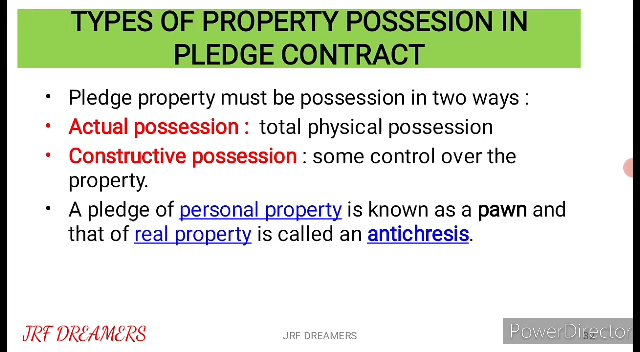 TYPES OF PROPERTY POSSESION IN
PLEDGE CONTRACT
• Pledge property must be possession in two ways :
• Actual possession : total physical possession
• Constructive possession : some control over the
property.
• A pledge of personal property is known as a pawn and
that of real property is called an antichresis.
JRF DREAMERS
JRF DREAMERS
PowerDirector